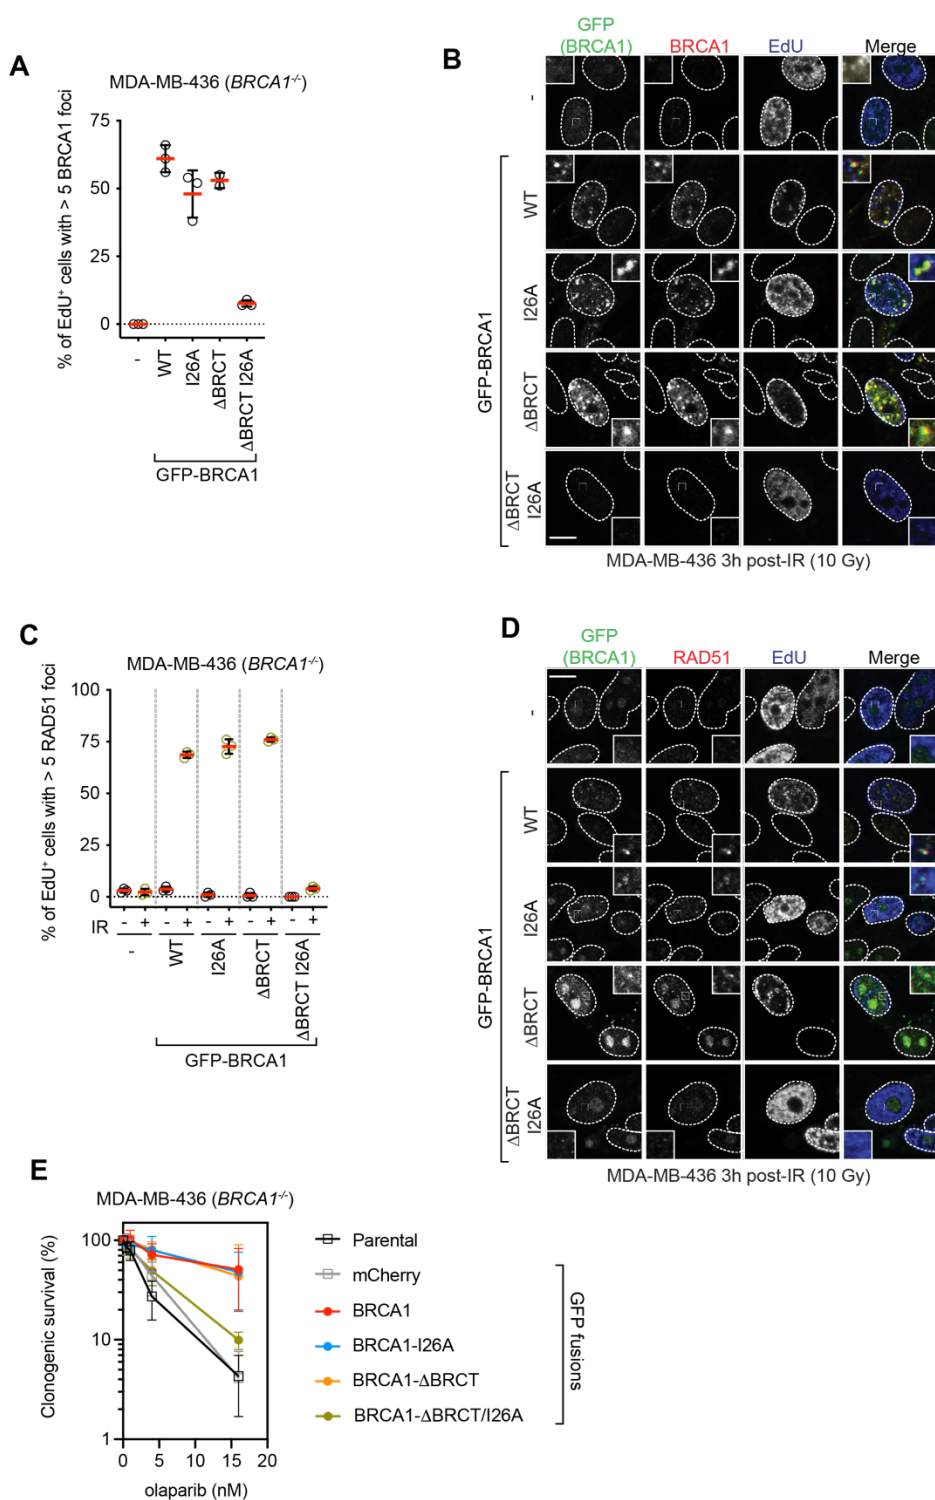 A
MDA-MB-436 (BRCA1-/-)
% of EdU+ cells with > 5 BRCA1 foci
75
50
25
0
-
WT
I26A
ΔBRCT
ΔBRCT I26A
GFP-BRCA1
B
GFP (BRCA1)
BRCA1
EdU
Merge
-
WT
I26A
ΔBRCT
ΔBRCT I26A
GFP-BRCA1
MDA-MB-436 3h post-IR (10 Gy)
C
MDA-MB-436 (BRCA1-/-)
% of EdU+ cells with > 5 RAD51 foci
100
75
50
25
0
IR - + - + - + - + - +
-
WT
I26A
ΔBRCT
ΔBRCT I26A
GFP-BRCA1
D
GFP (BRCA1)
RAD51
EdU
Merge
-
WT
I26A
ΔBRCT
ΔBRCT I26A
GFP-BRCA1
MDA-MB-436 3h post-IR (10 Gy)
E
MDA-MB-436 (BRCA1-/-)
Clonogenic survival (%)
100
10
1
0 5 10 15 20
olaparib (nM)
Parental
mCherry
BRCA1
BRCA1-I26A
BRCA1-ΔBRCT
BRCA1-ΔBRCT/I26A
GFP fusions